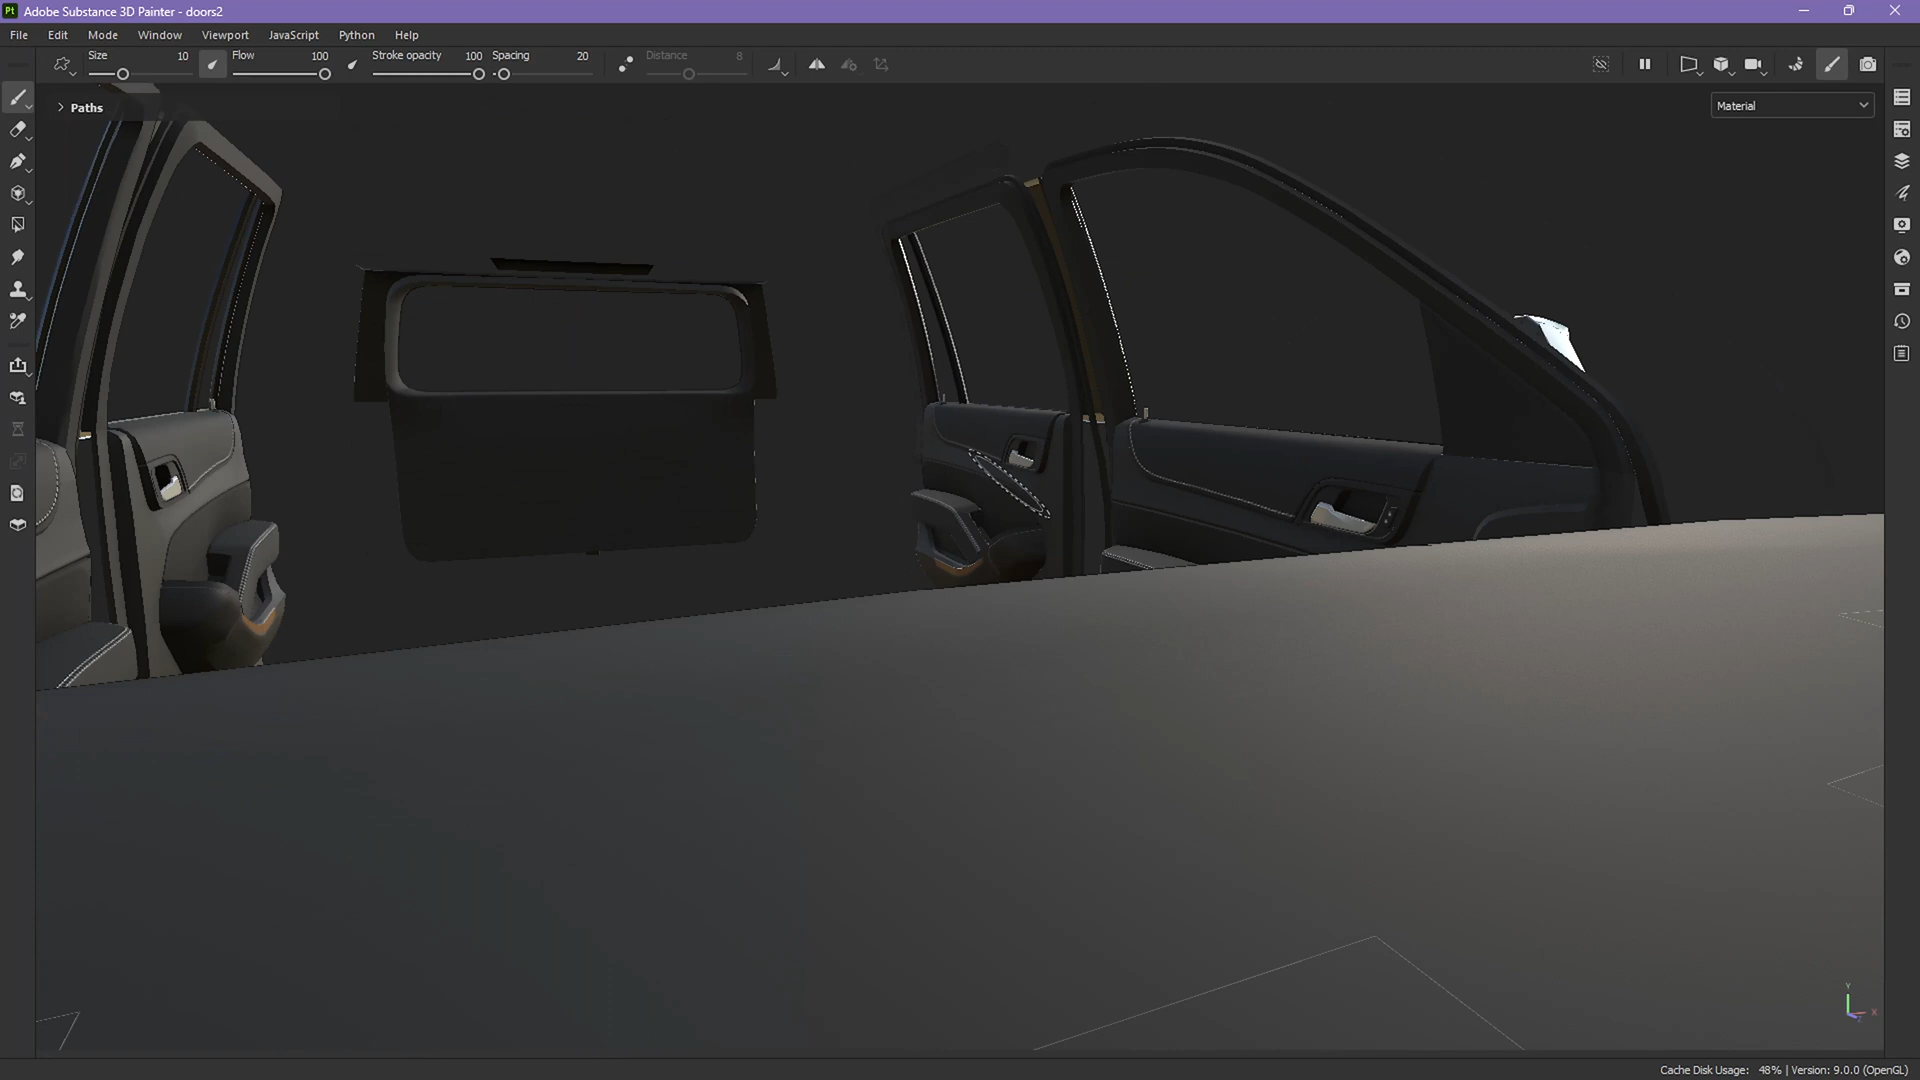 Pt Adobe Substance 3D Painter - doors2
File Edit Mode Window Viewport JavaScript Python Help
Size 10 Flow 100 Stroke opacity 100 Spacing 20 Distance 8
Paths
Material
Y
X
Cache Disk Usage: 48% | Version: 9.0.0 (OpenGL)